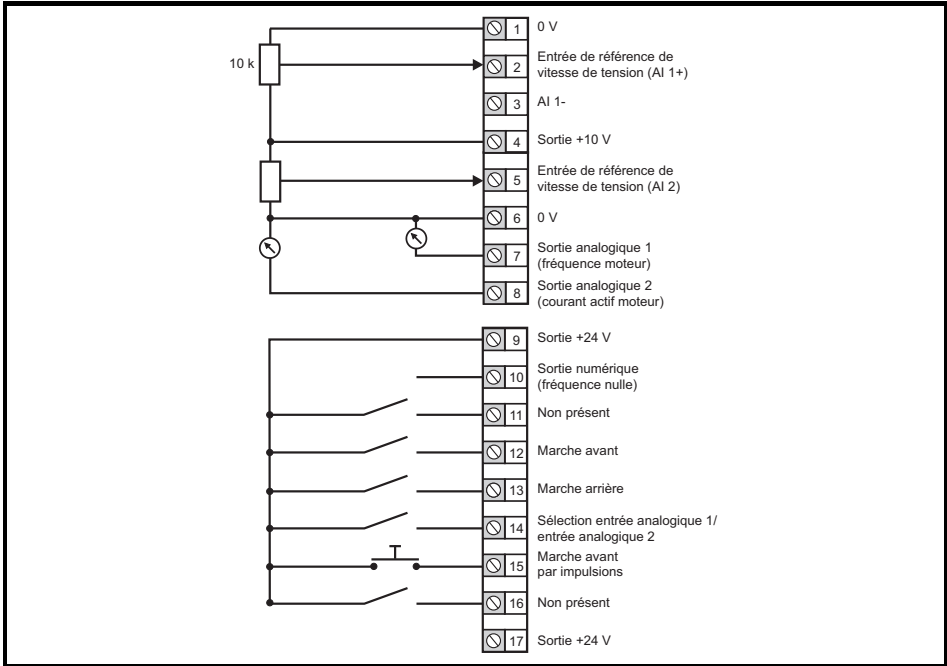 1 0 V
10 k
2 Entrée de référence de
vitesse de tension (AI 1+)
3 AI 1-
4 Sortie +10 V
5 Entrée de référence de
vitesse de tension (AI 2)
6 0 V
7 Sortie analogique 1
(fréquence moteur)
8 Sortie analogique 2
(courant actif moteur)
9 Sortie +24 V
10 Sortie numérique
(fréquence nulle)
11 Non présent
12 Marche avant
13 Marche arrière
14 Sélection entrée analogique 1/
entrée analogique 2
15 Marche avant
par impulsions
16 Non présent
17 Sortie +24 V